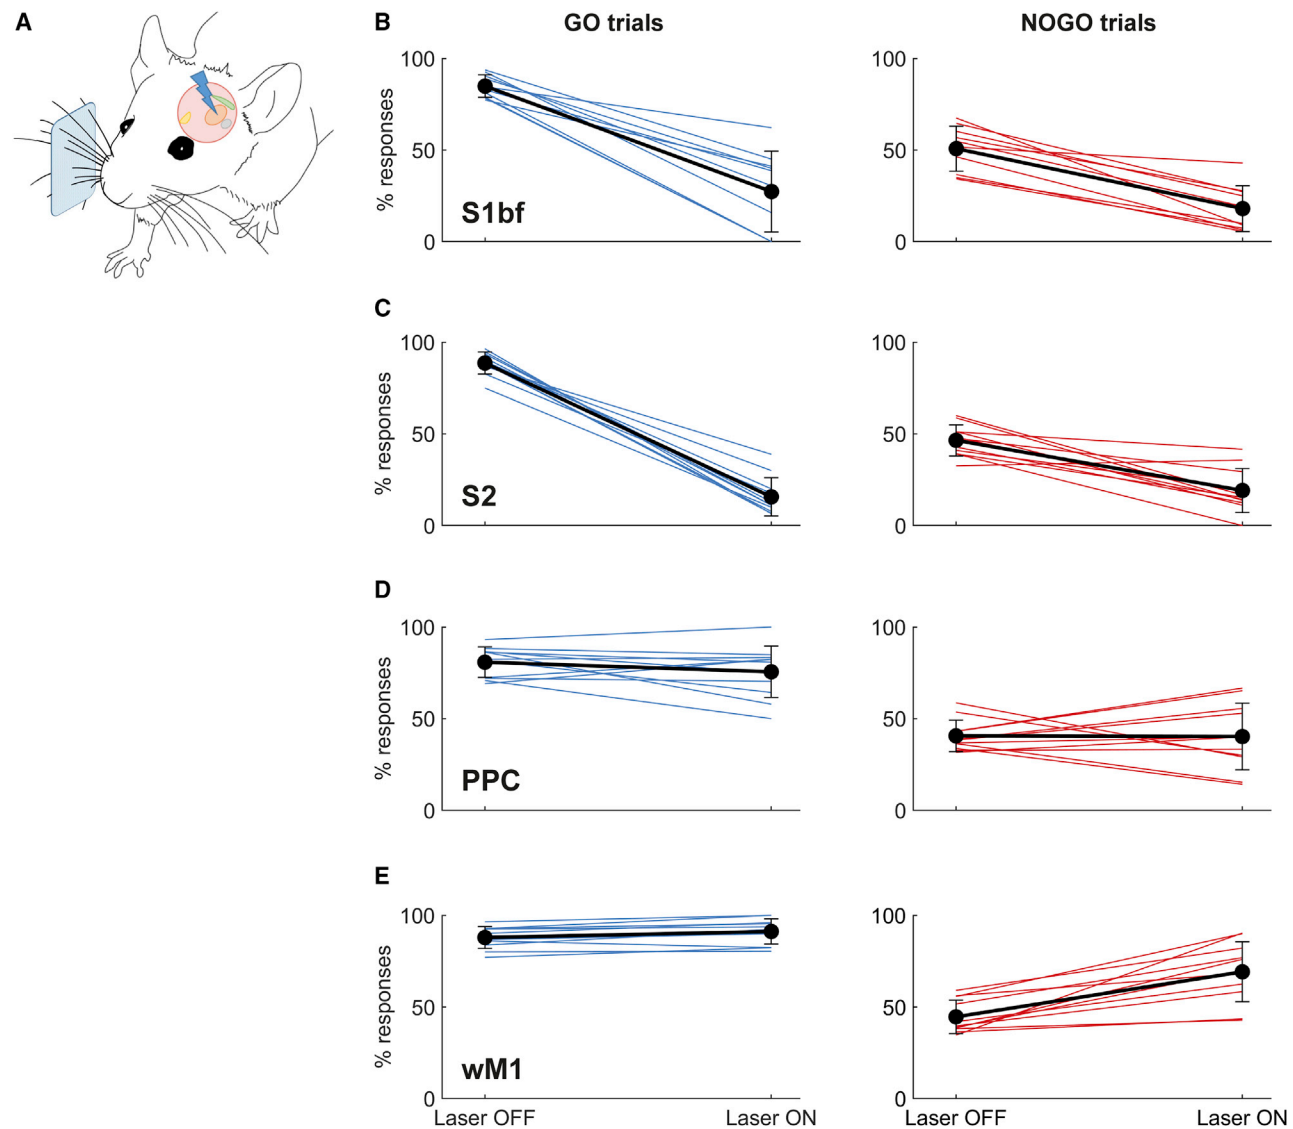 A
B
GO trials
NOGO trials
% responses
100
50
0
S1bf
100
50
0
C
% responses
100
50
0
S2
100
50
0
D
% responses
100
50
0
PPC
100
50
0
E
% responses
100
50
0
wM1
100
50
0
Laser OFF
Laser ON
Laser OFF
Laser ON